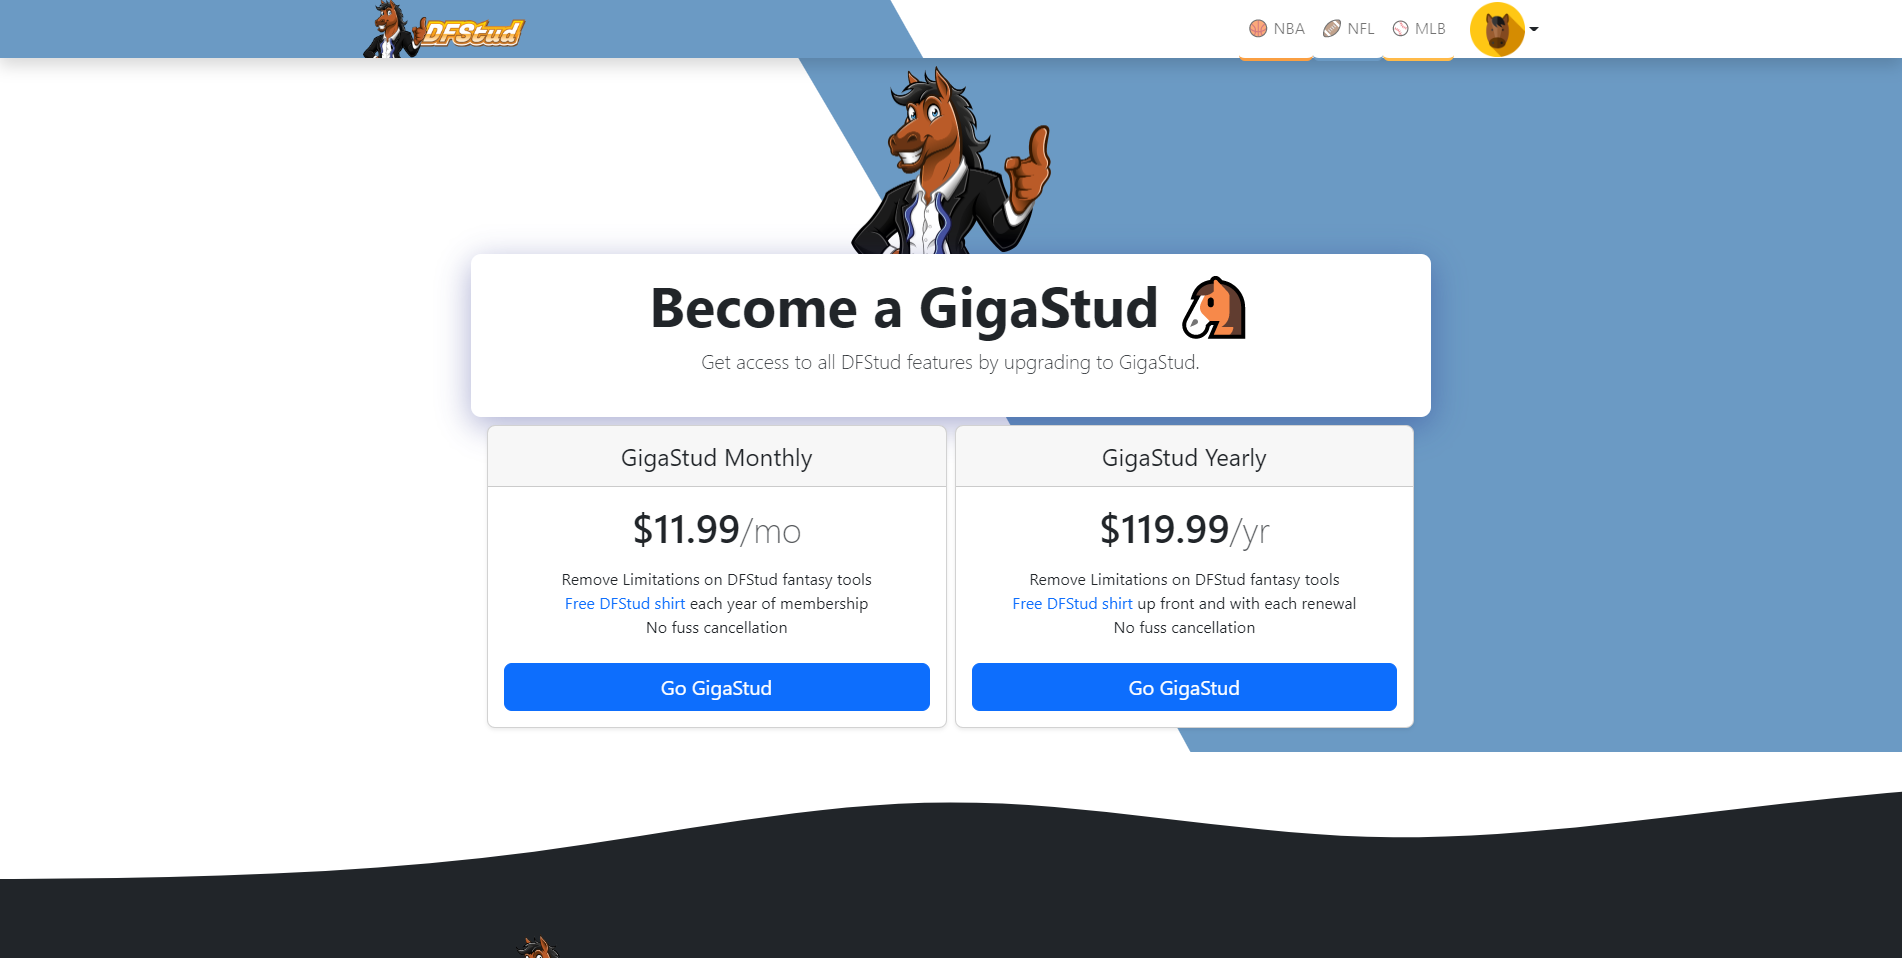 DFStud
NBA
NFL
MLB
Become a GigaStud
Get access to all DFStud features by upgrading to GigaStud.
GigaStud Monthly
$11.99/mo
Remove Limitations on DFStud fantasy tools
Free DFStud shirt each year of membership
No fuss cancellation
Go GigaStud
GigaStud Yearly
$119.99/yr
Remove Limitations on DFStud fantasy tools
Free DFStud shirt up front and with each renewal
No fuss cancellation
Go GigaStud